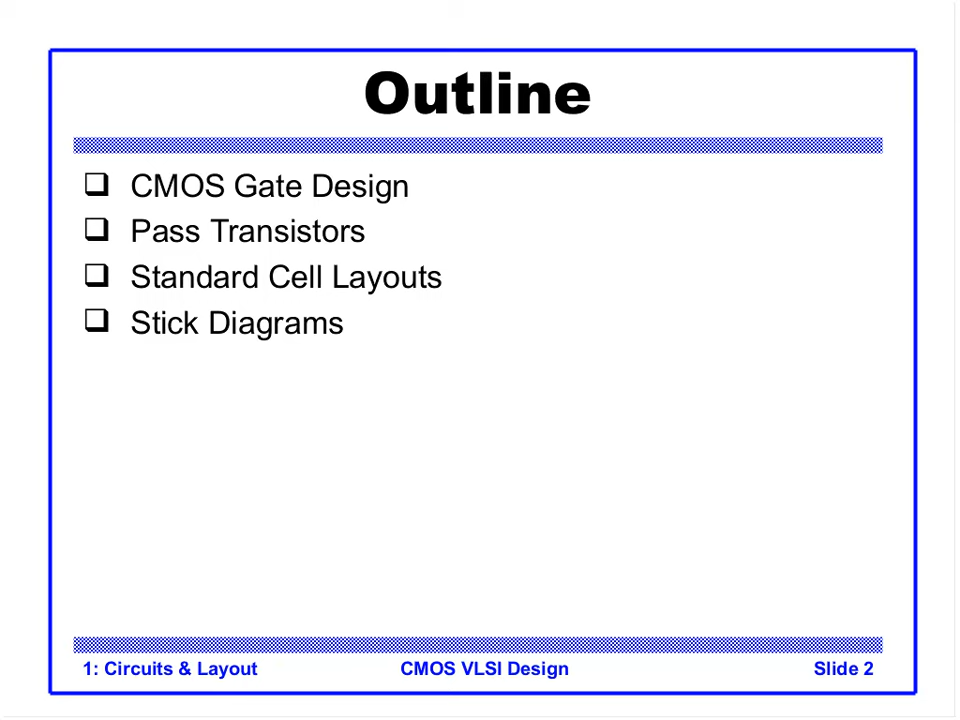 Outline
❑ CMOS Gate Design
❑ Pass Transistors
❑ Standard Cell Layouts
❑ Stick Diagrams
1: Circuits & Layout CMOS VLSI Design Slide 2